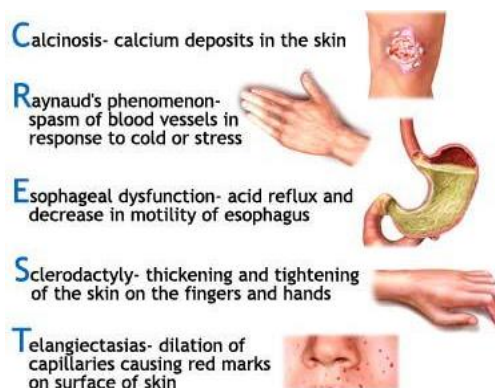 Calcinosis- calcium deposits in the skin
Raynaud's phenomenon-
spasm of blood vessels in
response to cold or stress
Esophageal dysfunction- acid reflux and
decrease in motility of esophagus
Sclerodactyly- thickening and tightening
of the skin on the fingers and hands
Telangiectasias- dilation of
capillaries causing red marks
on surface of skin